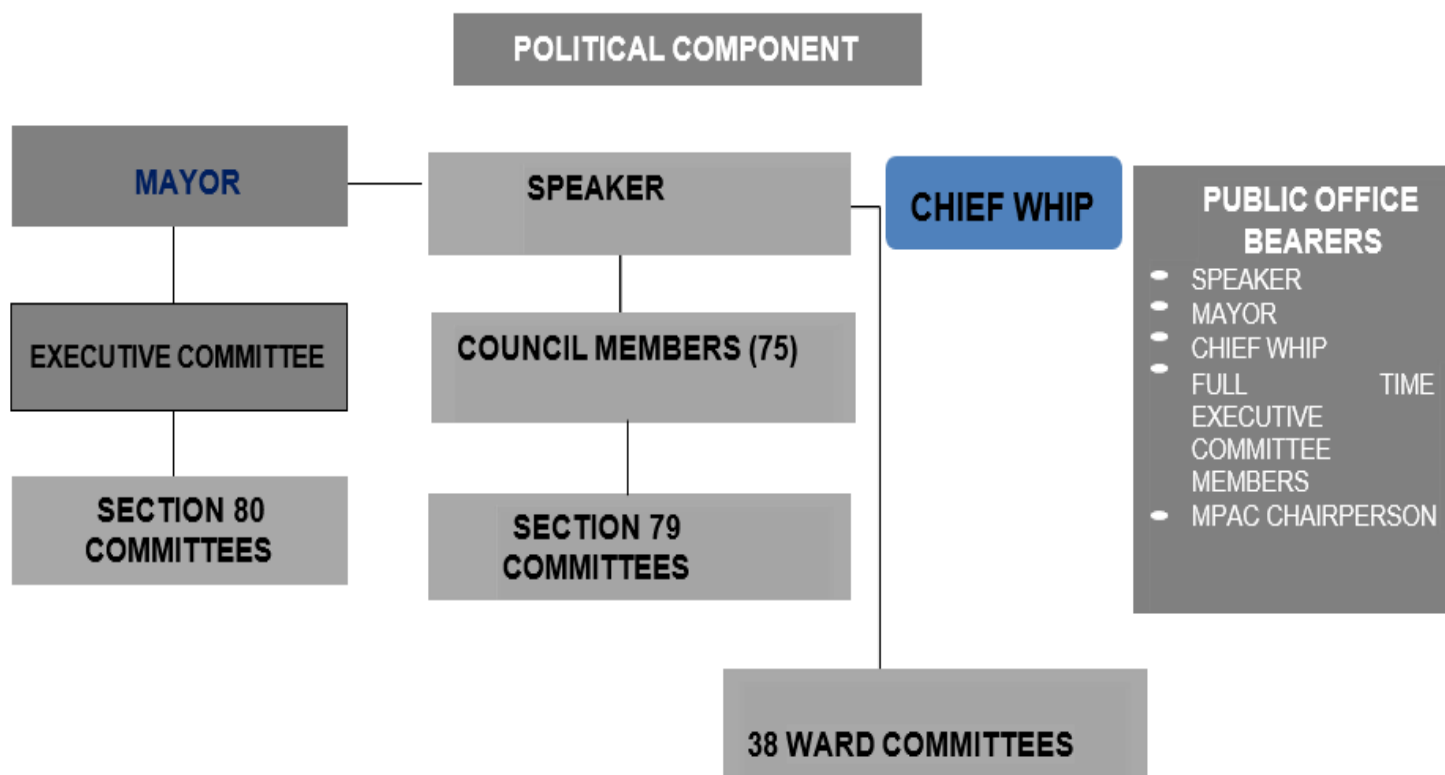 POLITICAL COMPONENT
MAYOR
SPEAKER
CHIEF WHIP
EXECUTIVE COMMITTEE
COUNCIL MEMBERS (75)
SECTION 80
COMMITTEES
SECTION 79
COMMITTEES
38 WARD COMMITTEES
PUBLIC OFFICE
BEARERS
• SPEAKER
• MAYOR
• CHIEF WHIP
• FULL TIME
EXECUTIVE
COMMITTEE
MEMBERS
• MPAC CHAIRPERSON